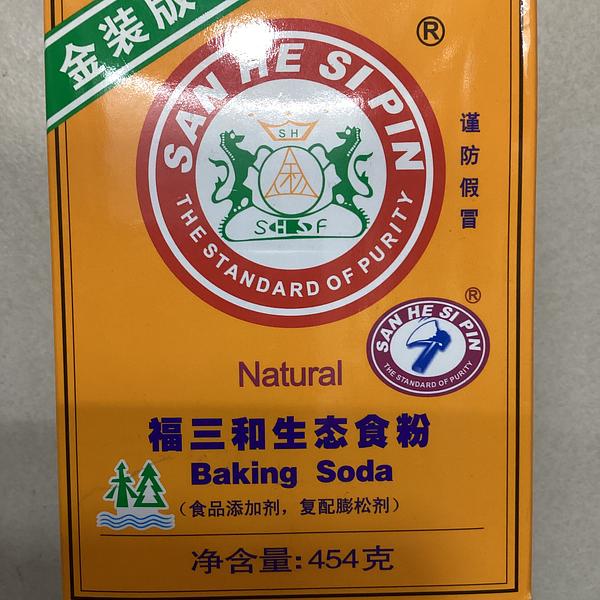 金装版
®
SAN HE SI PIN
SH
THE STANDARD OF PURITY
谨防假冒
®
SAN HE SI PIN
THE STANDARD OF PURITY
Natural
福三和生态食粉
Baking Soda
(食品添加剂，复配膨松剂)
净含量:454克